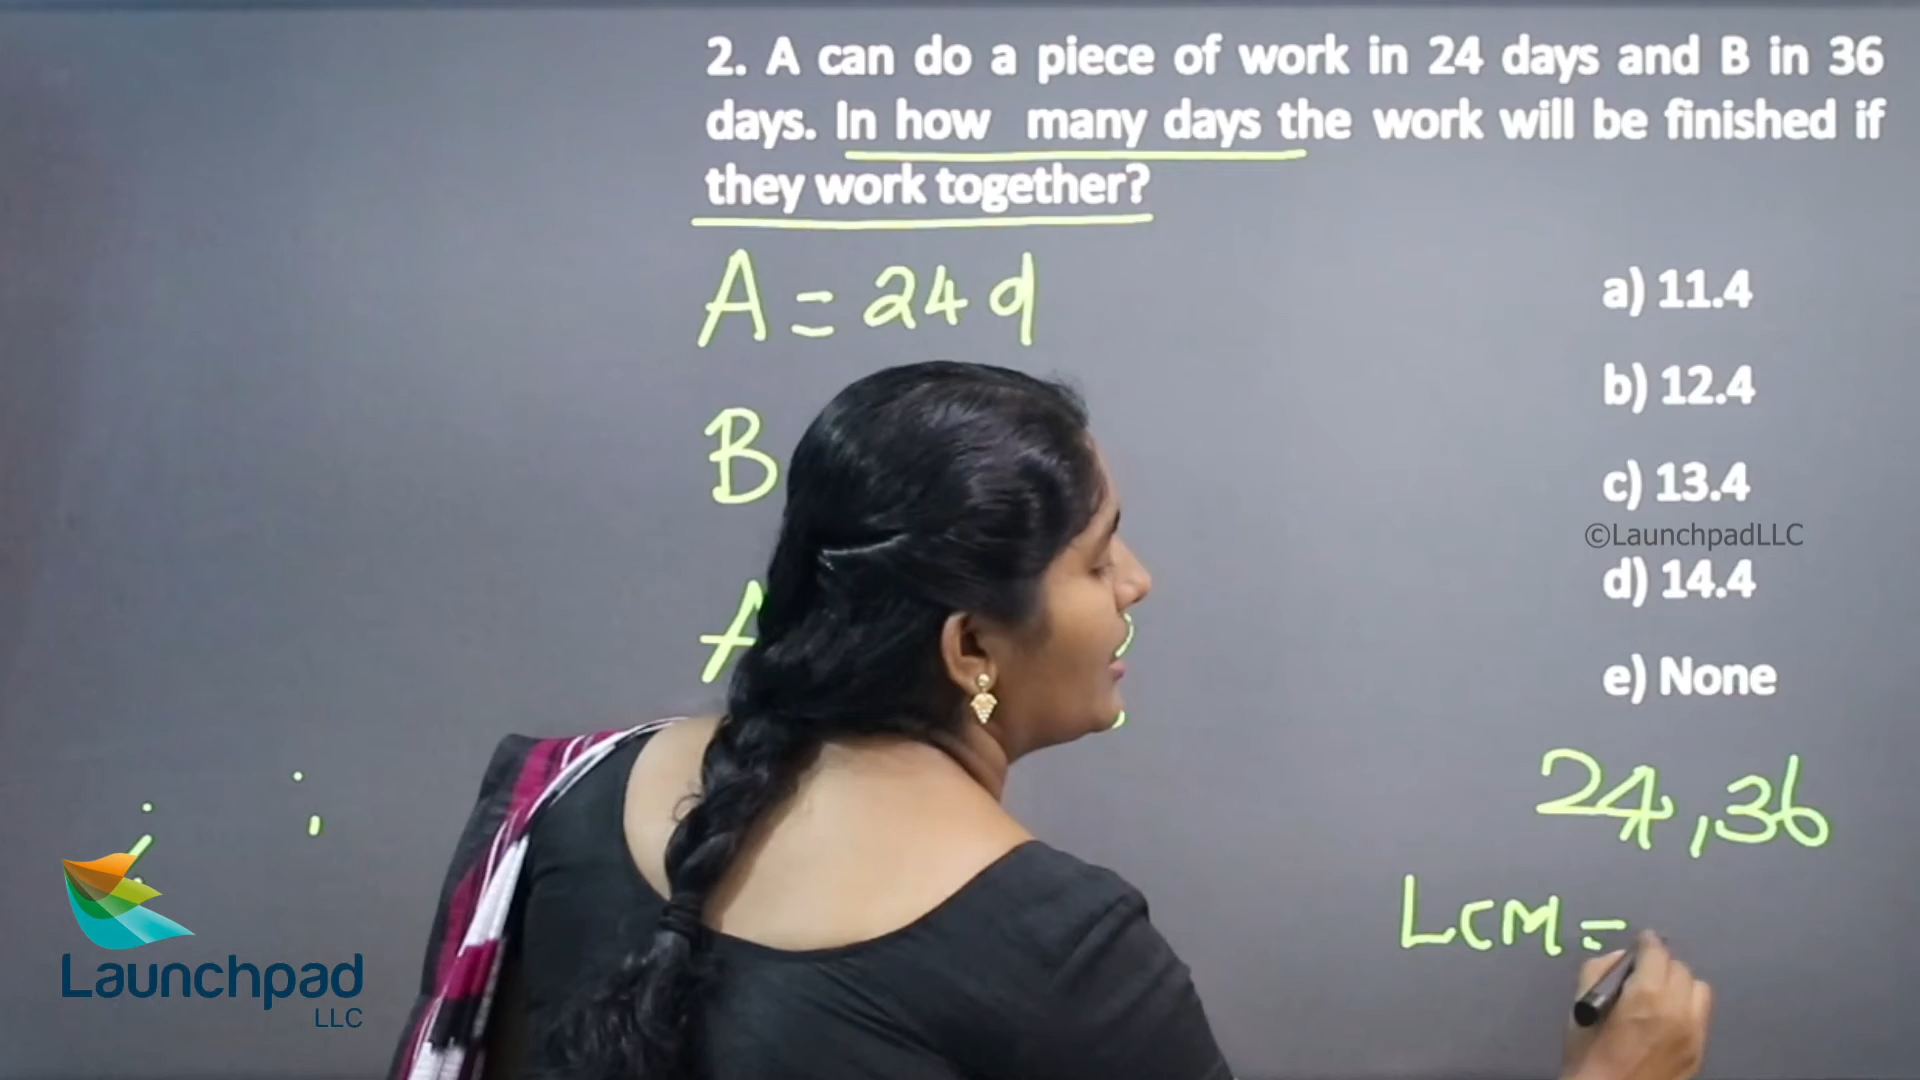 2. A can do a piece of work in 24 days and B in 36
days. In how many days the work will be finished if
they work together?
A = 24 d
B
A
a) 11.4
b) 12.4
c) 13.4
©LaunchpadLLC
d) 14.4
e) None
24, 36
LCM =
Launchpad
LLC